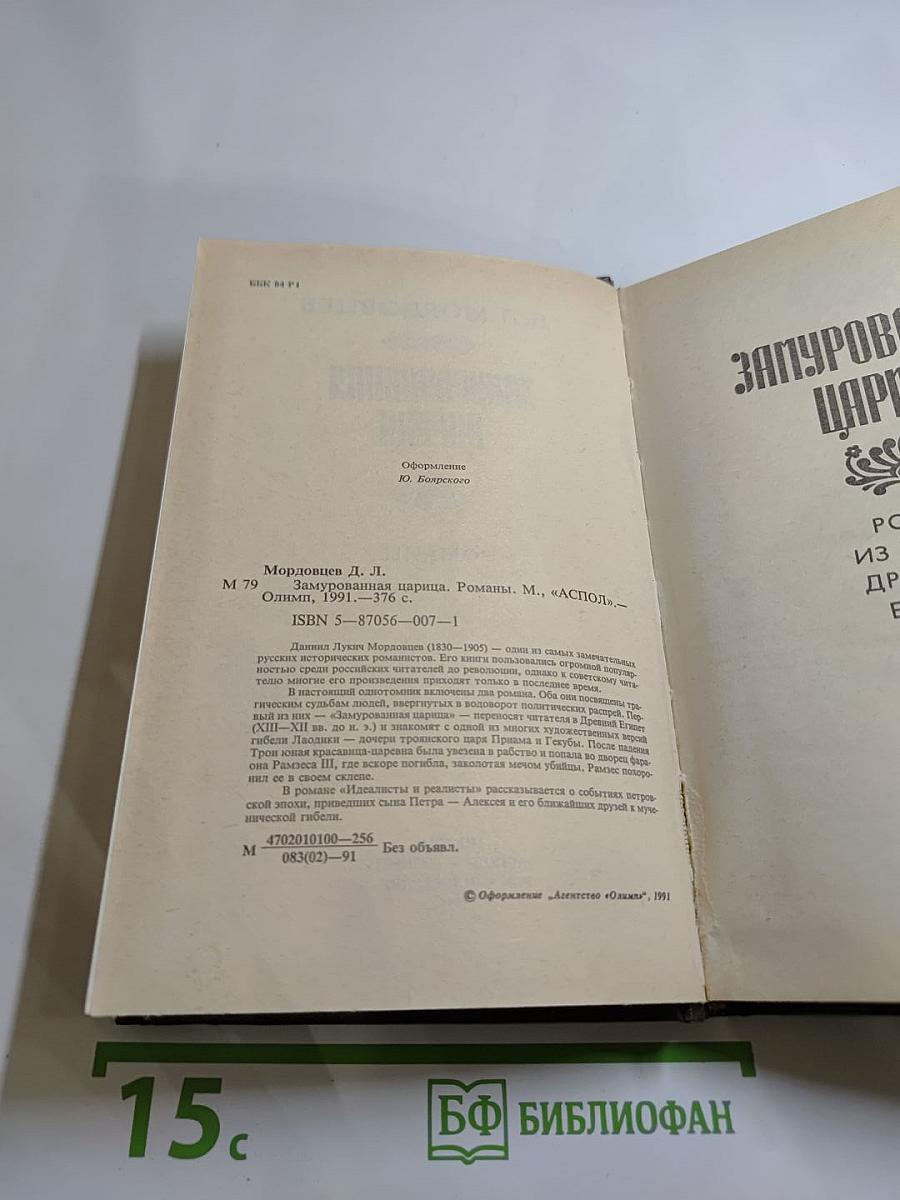 ББК 84 Р1
Оформление
Ю. Боярского
Мордовцев Д. Л.
М 79 Замурованная царица. Романы. М., «АСПОЛ».—
Олимп, 1991.—376 с.
ISBN 5—87056—007—1
Даниил Лукич Мордовцев (1830—1905) — один из самых замечательных
русских исторических романистов. Его книги пользовались огромной популяр-
ностью среди российских читателей до революции, однако к советскому чита-
телю многие его произведения приходят только в последнее время.
В настоящий однотомник включены два романа. Оба они посвящены тра-
гическим судьбам людей, ввергнутых в водоворот политических распрей. Пер-
вый из них — «Замурованная царица» — переносят читателя в Древний Египет
(XIII—XII вв. до н. э.) и знакомят с одной из многих художественных версий
гибели Лаодики — дочери троянского царя Приама и Гекубы. После падения
Трои юная красавица-царевна была увезена в рабство и попала во дворец фара-
она Рамзеса III, где вскоре погибла, заколотая мечом убийцы. Рамзес похоро-
нил ее в своем склепе.
В романе «Идеалисты и реалисты» рассказывается о событиях петров-
ской эпохи, приведших сына Петра — Алексея и его ближайших друзей к муче-
нической гибели.
М 4702010100—256
083(02)—91 Без объявл.
© Оформление „Агентство «Олимп»“, 1991
ЗАМУРОВ
ЦАР
РО
ИЗ
ДР
Е
15 с
БФ БИБЛИОФАН